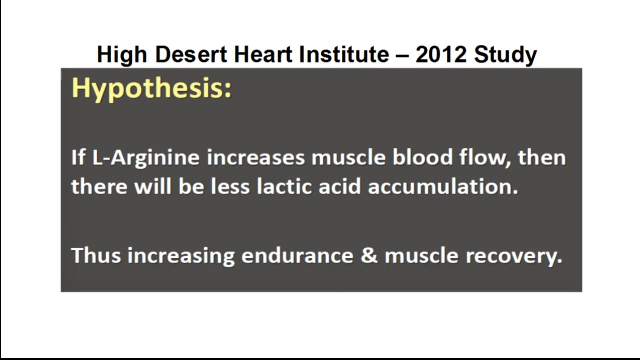 High Desert Heart Institute – 2012 Study
Hypothesis:
If L-Arginine increases muscle blood flow, then
there will be less lactic acid accumulation.
Thus increasing endurance & muscle recovery.